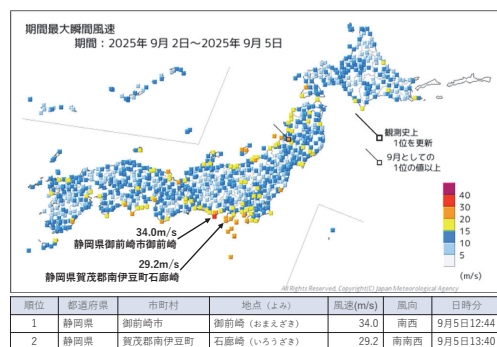 期間最大瞬間風速
期間：2025年 9月 2日～2025年 9月 5日
観測史上
1位を更新
9月としての
1位の値以上
34.0m/s
静岡県御前崎市御前崎
29.2m/s
静岡県賀茂郡南伊豆町石廊崎
40
30
20
15
10
5
(m/s)
All Rights Reserved. Copyright(C) Japan Meteorological Agency
順位 都道府県 市町村 地点（よみ） 風速(m/s) 風向 日時分
1 静岡県 御前崎市 御前崎（おまえざき） 34.0 南西 9月5日12:44
2 静岡県 賀茂郡南伊豆町 石廊崎（いろうざき） 29.2 南南西 9月5日13:40